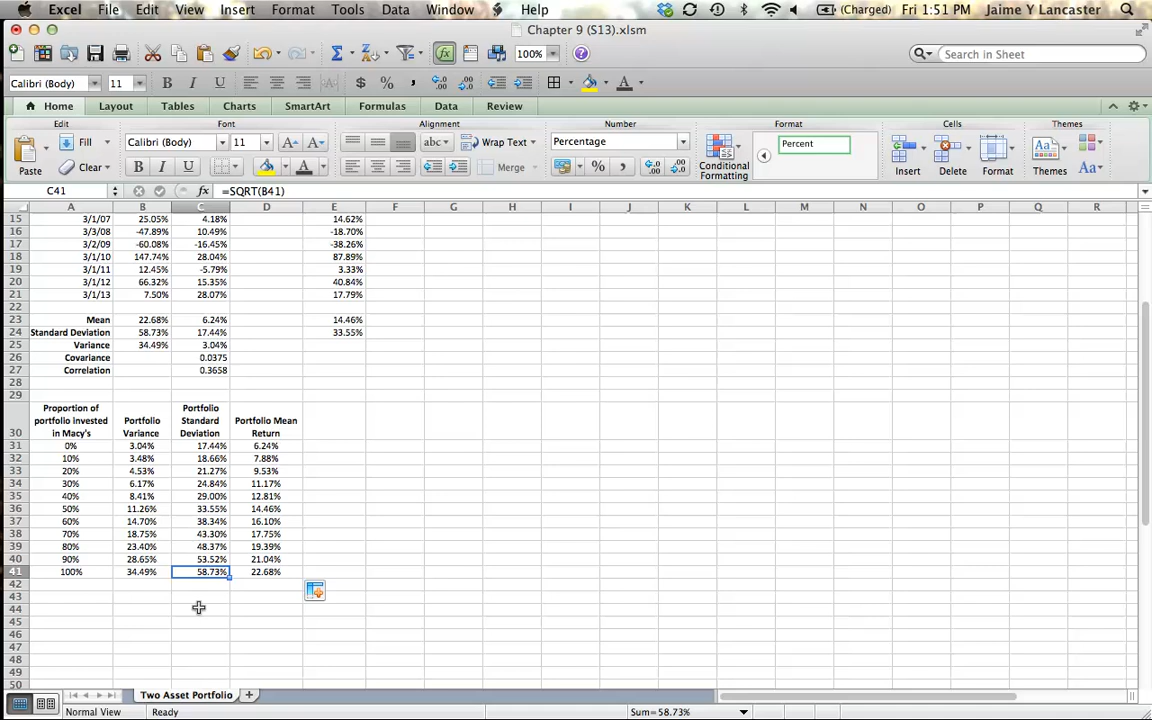 Excel File Edit View Insert Format Tools Data Window Help (Charged) Fri 1:51 PM Jaime Y Lancaster
Chapter 9 (S13).xlsm
100% Search in Sheet
Calibri (Body) 11 B I U ABC $ % , A
Home Layout Tables Charts SmartArt Formulas Data Review
Edit Font Alignment Number Format Cells Themes
Fill Calibri (Body) 11 A A abc Wrap Text Percentage Percent
Paste Clear B I U A Merge % , Conditional Formatting Insert Delete Format Themes Aa
C41 fx =SQRT(B41)
A B C D E F G H I J K L M N O P Q R
15 3/1/07 25.05% 4.18% 14.62%
16 3/3/08 -47.89% 10.49% -18.70%
17 3/2/09 -60.08% -16.45% -38.26%
18 3/1/10 147.74% 28.04% 87.89%
19 3/1/11 12.45% -5.79% 3.33%
20 3/1/12 66.32% 15.35% 40.84%
21 3/1/13 7.50% 28.07% 17.79%
22
23 Mean 22.68% 6.24% 14.46%
24 Standard Deviation 58.73% 17.44% 33.55%
25 Variance 34.49% 3.04%
26 Covariance 0.0375
27 Correlation 0.3658
28
29
30 Proportion of portfolio invested in Macy's Portfolio Variance Portfolio Standard Deviation Portfolio Mean Return
31 0% 3.04% 17.44% 6.24%
32 10% 3.48% 18.66% 7.88%
33 20% 4.53% 21.27% 9.53%
34 30% 6.17% 24.84% 11.17%
35 40% 8.41% 29.00% 12.81%
36 50% 11.26% 33.55% 14.46%
37 60% 14.70% 38.34% 16.10%
38 70% 18.75% 43.30% 17.75%
39 80% 23.40% 48.37% 19.39%
40 90% 28.65% 53.52% 21.04%
41 100% 34.49% 58.73% 22.68%
42
43
44
45
46
47
48
49
50
Two Asset Portfolio
Normal View Ready Sum=58.73%